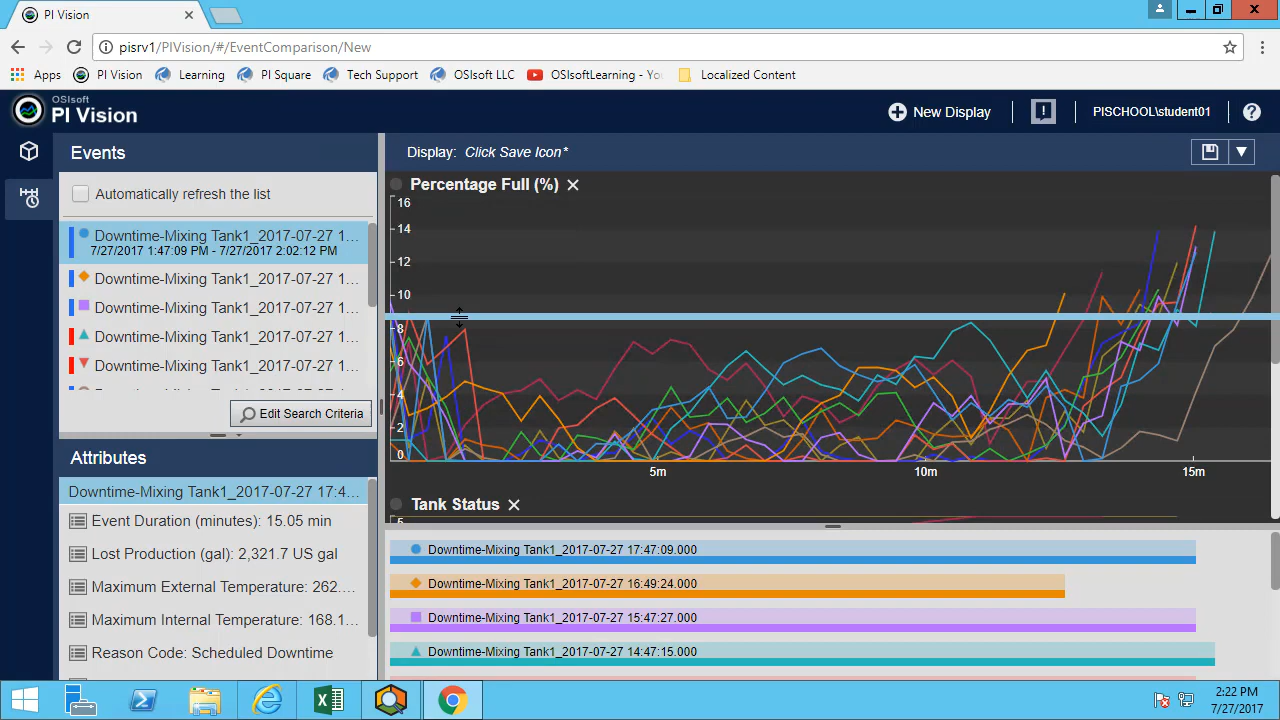 PI Vision
pisrv1/PIVision/#/EventComparison/New
Apps PI Vision Learning PI Square Tech Support OSIsoft LLC OSIsoftLearning - You Localized Content
OSIsoft
PI Vision
New Display
PISCHOOL\student01
Events
Display: Click Save Icon*
Automatically refresh the list
Downtime-Mixing Tank1_2017-07-27 1...
7/27/2017 1:47:09 PM - 7/27/2017 2:02:12 PM
Downtime-Mixing Tank1_2017-07-27 1...
Downtime-Mixing Tank1_2017-07-27 1...
Downtime-Mixing Tank1_2017-07-27 1...
Downtime-Mixing Tank1_2017-07-27 1...
Edit Search Criteria
Percentage Full (%)
16
14
12
10
8
6
4
2
0
5m 10m 15m
Tank Status
5
Attributes
Downtime-Mixing Tank1_2017-07-27 17:4...
Event Duration (minutes): 15.05 min
Lost Production (gal): 2,321.7 US gal
Maximum External Temperature: 262....
Maximum Internal Temperature: 168.1...
Reason Code: Scheduled Downtime
Downtime-Mixing Tank1_2017-07-27 17:47:09.000
Downtime-Mixing Tank1_2017-07-27 16:49:24.000
Downtime-Mixing Tank1_2017-07-27 15:47:27.000
Downtime-Mixing Tank1_2017-07-27 14:47:15.000
2:22 PM
7/27/2017